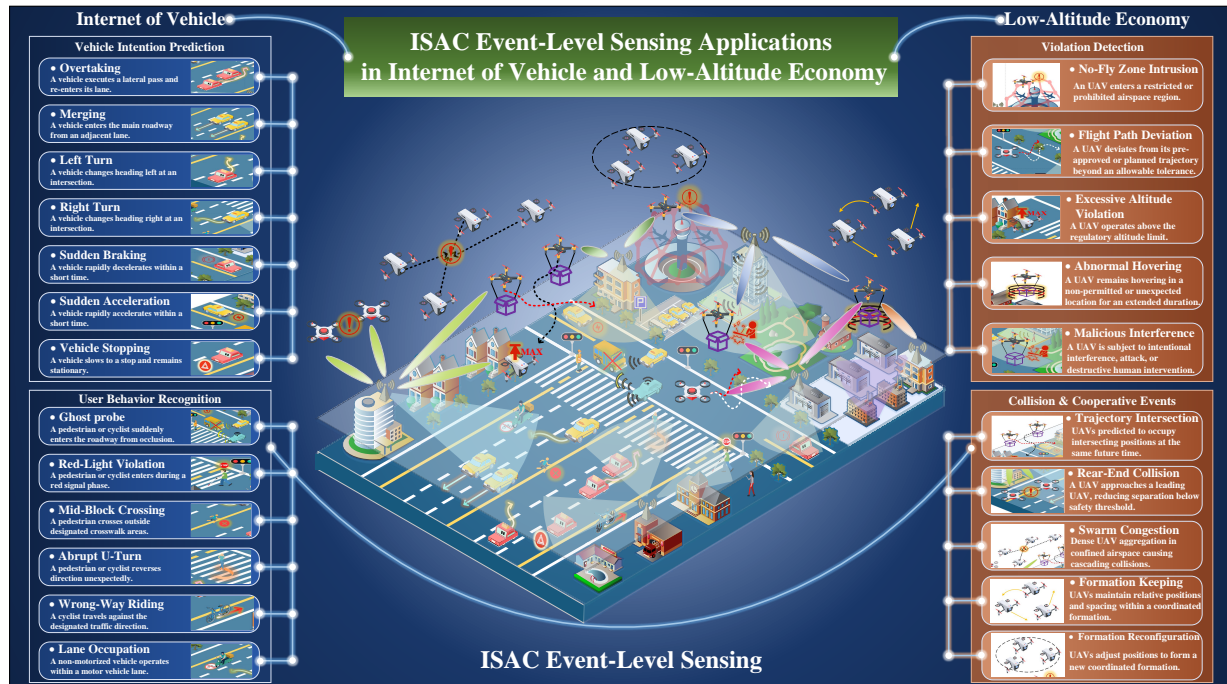 Internet of Vehicle
ISAC Event-Level Sensing Applications
in Internet of Vehicle and Low-Altitude Economy
Low-Altitude Economy
Vehicle Intention Prediction
• Overtaking
A vehicle executes a lateral pass and
re-enters its lane.
• Merging
A vehicle enters the main roadway
from an adjacent lane.
• Left Turn
A vehicle changes heading left at an
intersection.
• Right Turn
A vehicle changes heading right at an
intersection.
• Sudden Braking
A vehicle rapidly decelerates within a
short time.
• Sudden Acceleration
A vehicle rapidly accelerates within a
short time.
• Vehicle Stopping
A vehicle slows to a stop and remains
stationary.
User Behavior Recognition
• Ghost probe
A pedestrian or cyclist suddenly
enters the roadway from occlusion.
• Red-Light Violation
A pedestrian or cyclist enters during a
red signal phase.
• Mid-Block Crossing
A pedestrian crosses outside
designated crosswalk areas.
• Abrupt U-Turn
A pedestrian or cyclist reverses
direction unexpectedly.
• Wrong-Way Riding
A cyclist travels against the
designated traffic direction.
• Lane Occupation
A non-motorized vehicle operates
within a motor vehicle lane.
MAX
P
ISAC Event-Level Sensing
Violation Detection
• No-Fly Zone Intrusion
An UAV enters a restricted or
prohibited airspace region.
• Flight Path Deviation
A UAV deviates from its pre-
approved or planned trajectory
beyond an allowable tolerance.
MAX
• Excessive Altitude
Violation
A UAV operates above the
regulatory altitude limit.
• Abnormal Hovering
A UAV remains hovering in a
non-permitted or unexpected
location for an extended duration.
• Malicious Interference
A UAV is subject to intentional
interference, attack, or
destructive human intervention.
Collision & Cooperative Events
• Trajectory Intersection
UAVs predicted to occupy
intersecting positions at the
same future time.
• Rear-End Collision
A UAV approaches a leading
UAV, reducing separation below
safety threshold.
• Swarm Congestion
Dense UAV aggregation in
confined airspace causing
cascading collisions.
• Formation Keeping
UAVs maintain relative positions
and spacing within a coordinated
formation.
• Formation Reconfiguration
UAVs adjust positions to form a
new coordinated formation.